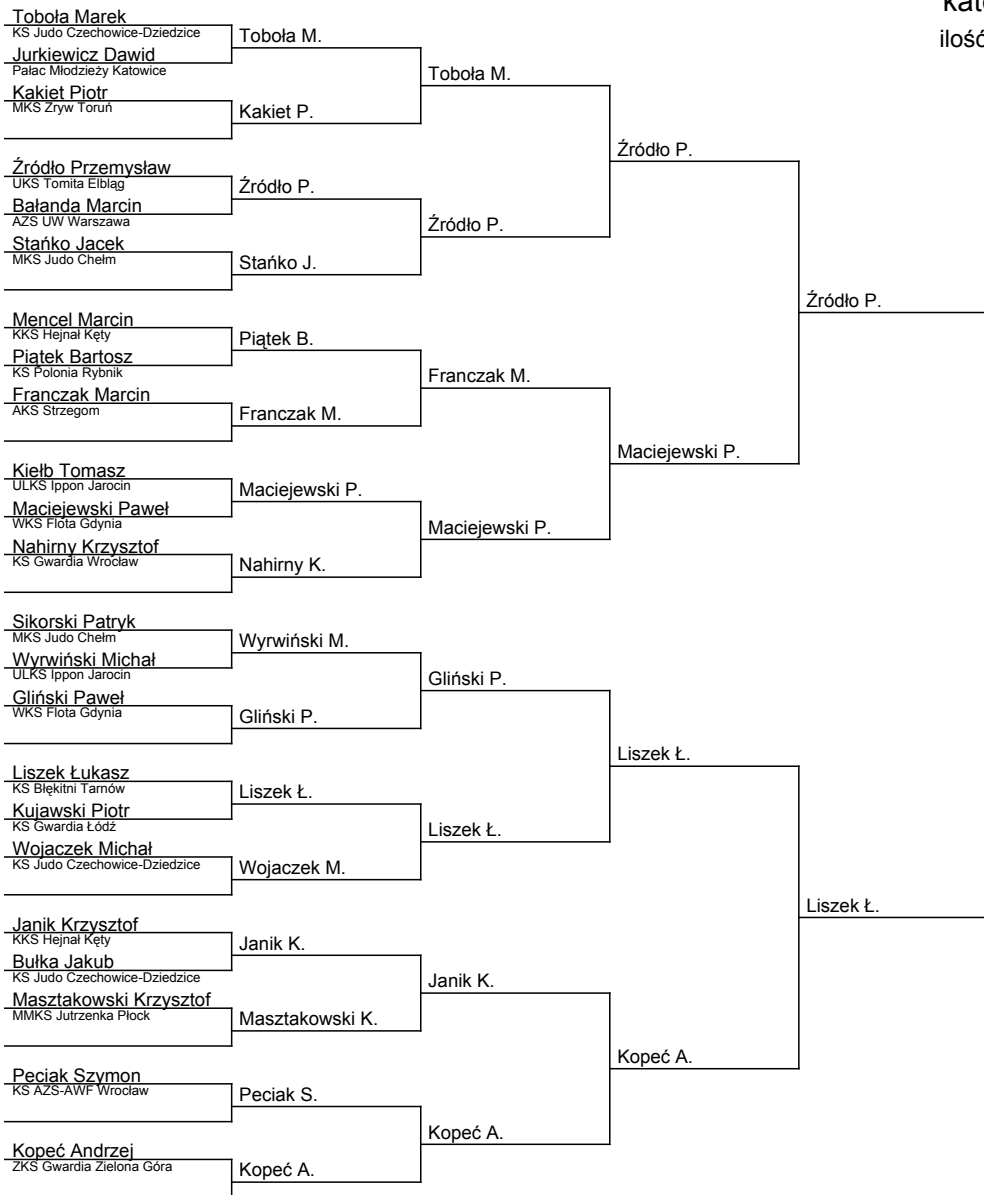 Toboła Marek
KS Judo Czechowice-Dziedzice
Jurkiewicz Dawid
Pałac Młodzieży Katowice
Kakiet Piotr
MKS Zryw Toruń
Źródło Przemysław
UKS Tomita Elbląg
Bałanda Marcin
AZS UW Warszawa
Stańko Jacek
MKS Judo Chełm
Mencel Marcin
KKS Hejnał Kęty
Piątek Bartosz
KS Polonia Rybnik
Franczak Marcin
AKS Strzegom
Kiełb Tomasz
ULKS Ippon Jarocin
Maciejewski Paweł
WKS Flota Gdynia
Nahirny Krzysztof
KS Gwardia Wrocław
Sikorski Patryk
MKS Judo Chełm
Wyrwiński Michał
ULKS Ippon Jarocin
Gliński Paweł
WKS Flota Gdynia
Liszek Łukasz
KS Błękitni Tarnów
Kujawski Piotr
KS Gwardia Łódź
Wojaczek Michał
KS Judo Czechowice-Dziedzice
Janik Krzysztof
KKS Hejnał Kęty
Bułka Jakub
KS Judo Czechowice-Dziedzice
Masztakowski Krzysztof
MMKS Jutrzenka Płock
Peciak Szymon
KS AZS-AWF Wrocław
Kopeć Andrzej
ZKS Gwardia Zielona Góra
Toboła M.
Kakiet P.
Źródło P.
Stańko J.
Piątek B.
Franczak M.
Maciejewski P.
Nahirny K.
Wyrwiński M.
Gliński P.
Liszek Ł.
Wojaczek M.
Janik K.
Masztakowski K.
Peciak S.
Kopeć A.
Toboła M.
Źródło P.
Franczak M.
Maciejewski P.
Gliński P.
Liszek Ł.
Janik K.
Kopeć A.
Źródło P.
Maciejewski P.
Liszek Ł.
Kopeć A.
Źródło P.
Liszek Ł.
ilość